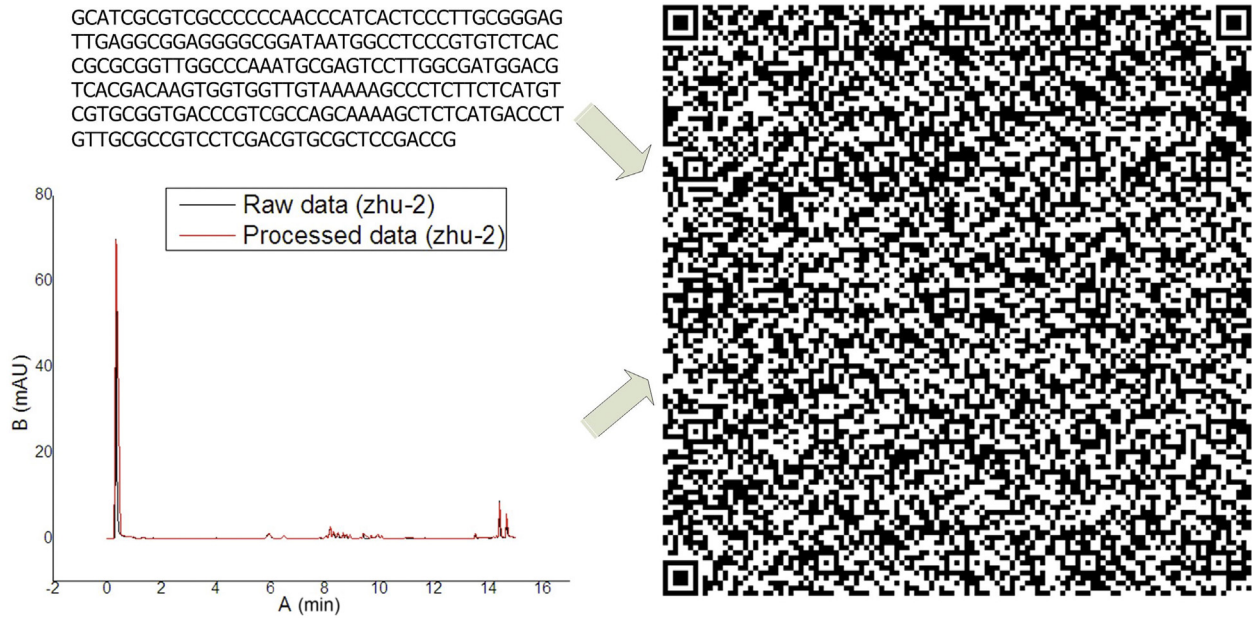 GCATCGCGTCGCCCCCCAACCCATCACTCCCTTGCGGGAG
TTGAGGCGGAGGGGCGGATAATGGCCTCCCGTGTCTCAC
CGCGCGGTTGGCCCAAATGCGAGTCCTTGGCGATGGACG
TCACGACAAGTGGTGGTTGTAAAAAGCCCTCTTCTCATGT
CGTGCGGTGACCCGTCGCCAGCAAAAGCTCTCATGACCCT
GTTGCGCCGTCCTCGACGTGCGCTCCGACCG
Raw data (zhu-2)
Processed data (zhu-2)
80
60
40
20
0
B (mAU)
-2 0 2 4 6 8 10 12 14 16
A (min)